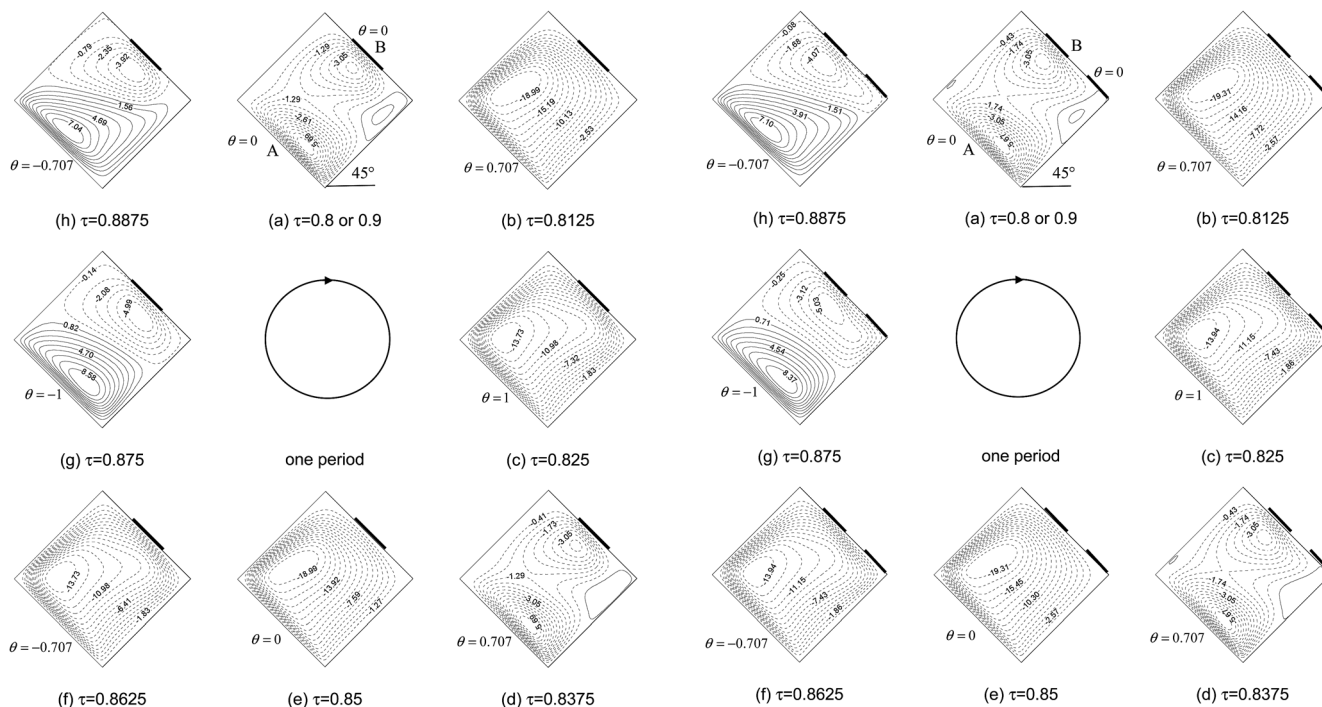 -0.79
-2.35
-3.92
1.56
4.69
7.04
θ=−0.707
(h) τ=0.8875
θ=0
B
-1.29
-3.05
-1.29
-2.61
-5.69
θ=0
A
45°
(a) τ=0.8 or 0.9
-18.99
-15.19
-10.13
-2.53
θ=0.707
(b) τ=0.8125
-0.08
-1.68
-4.07
1.51
3.91
7.10
θ=−0.707
(h) τ=0.8875
-0.43
-1.74
-3.05
B
θ=0
-1.74
-3.05
-5.67
θ=0
A
45°
(a) τ=0.8 or 0.9
-19.31
-14.16
-7.72
-2.57
θ=0.707
(b) τ=0.8125
-0.14
-2.08
-4.99
0.82
4.70
8.58
θ=−1
(g) τ=0.875
one period
-13.73
-10.98
-7.32
-1.83
θ=1
(c) τ=0.825
-0.25
-3.12
-5.03
0.71
4.54
8.37
θ=−1
(g) τ=0.875
one period
-13.94
-11.15
-7.43
-1.86
θ=1
(c) τ=0.825
-13.73
-10.98
-6.41
-1.83
θ=−0.707
(f) τ=0.8625
-18.99
-13.92
-7.59
-1.27
θ=0
(e) τ=0.85
-0.41
-1.73
-3.05
-1.29
-3.05
-5.69
θ=0.707
(d) τ=0.8375
-13.94
-11.15
-7.43
-1.86
θ=−0.707
(f) τ=0.8625
-19.31
-15.45
-10.30
-2.57
θ=0
(e) τ=0.85
-0.43
-1.74
-3.05
-1.74
-3.05
-5.67
θ=0.707
(d) τ=0.8375